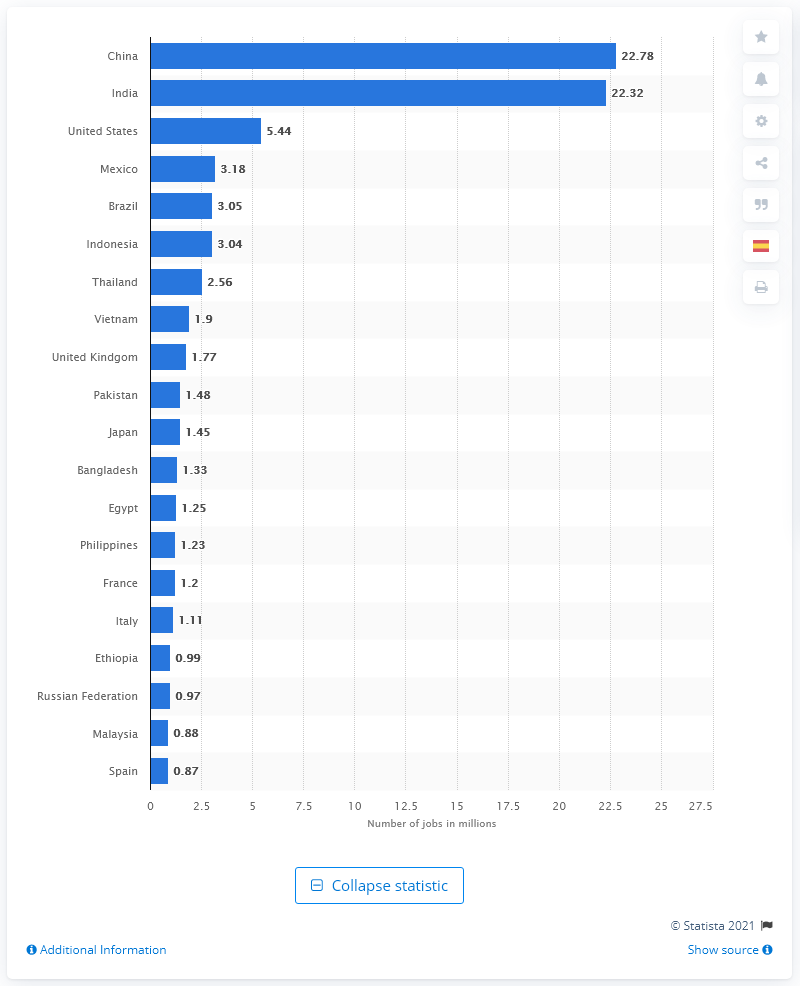 China 22.78
India 22.32
United States 5.44
Mexico 3.18
Brazil 3.05
Indonesia 3.04
Thailand 2.56
Vietnam 1.9
United Kindgom 1.77
Pakistan 1.48
Japan 1.45
Bangladesh 1.33
Egypt 1.25
Philippines 1.23
France 1.2
Italy 1.11
Ethiopia 0.99
Russian Federation 0.97
Malaysia 0.88
Spain 0.87
0 2.5 5 7.5 10 12.5 15 17.5 20 22.5 25 27.5
Number of jobs in millions
Collapse statistic
© Statista 2021
Additional Information Show source